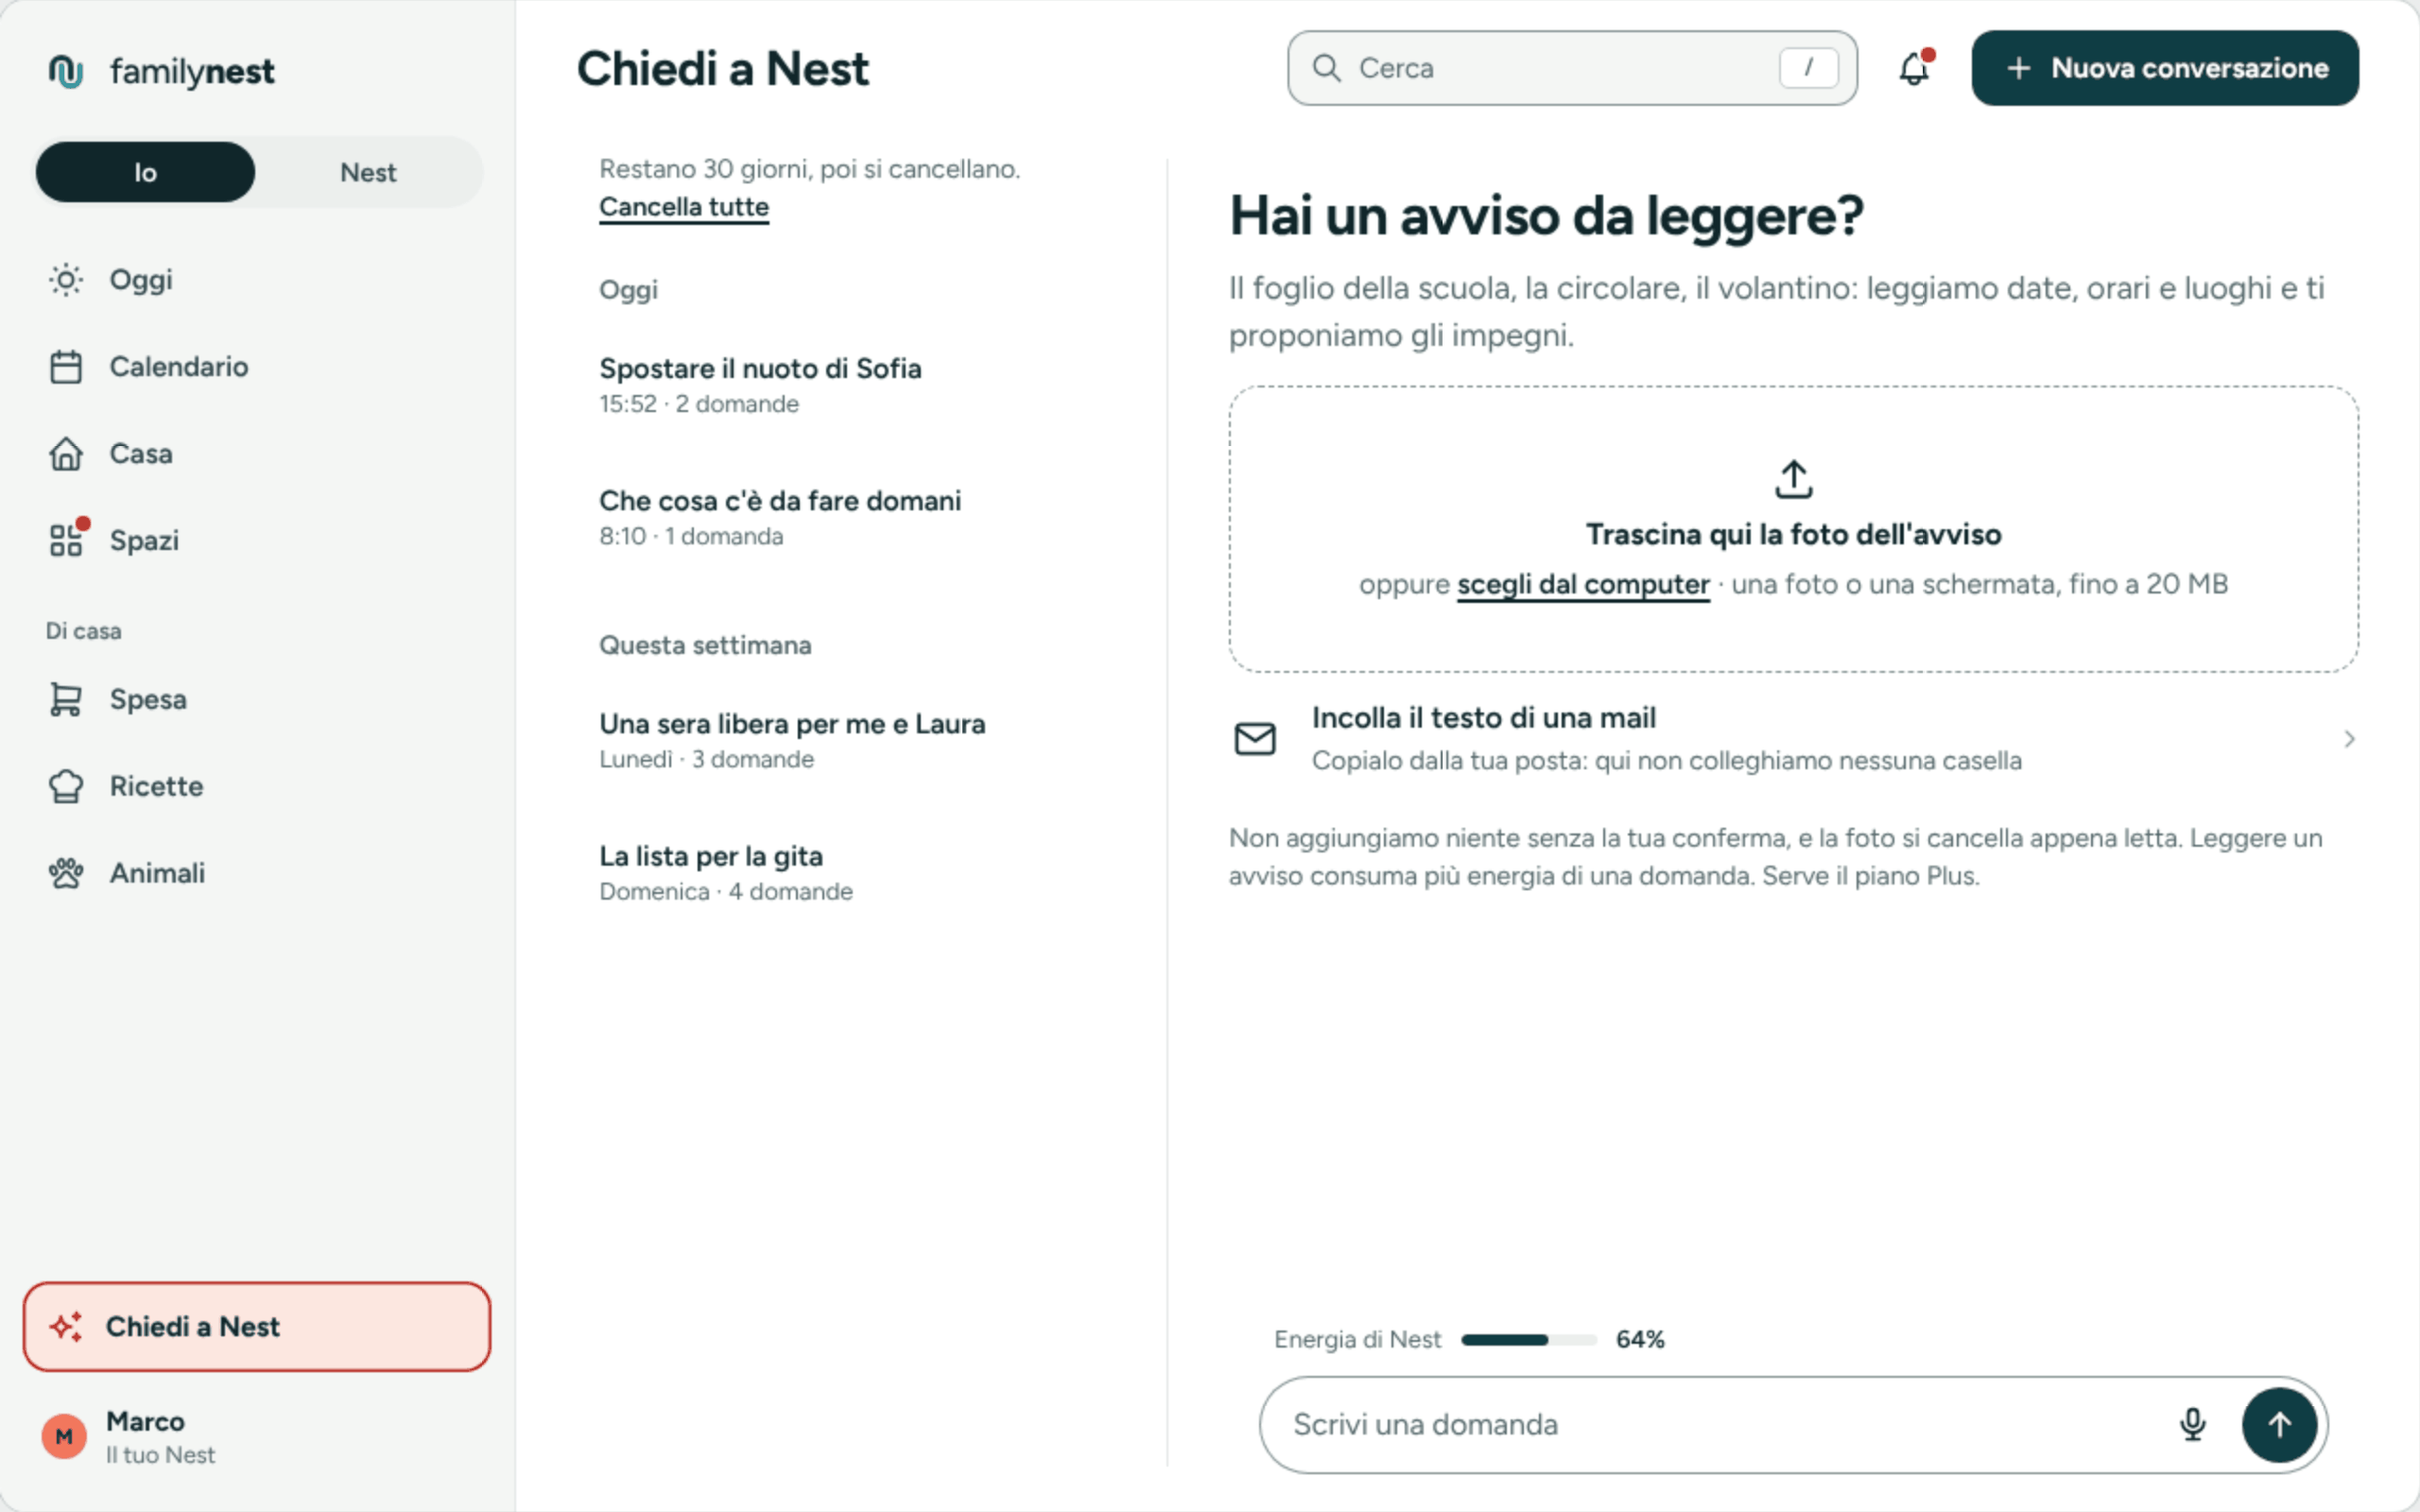 familynest
Io
Nest
Oggi
Calendario
Casa
Spazi
Di casa
Spesa
Ricette
Animali
Chiedi a Nest
M
Marco
Il tuo Nest
Chiedi a Nest
Cerca
/
Nuova conversazione
Restano 30 giorni, poi si cancellano.
Cancella tutte
Oggi
Spostare il nuoto di Sofia
15:52 · 2 domande
Che cosa c'è da fare domani
8:10 · 1 domanda
Questa settimana
Una sera libera per me e Laura
Lunedì · 3 domande
La lista per la gita
Domenica · 4 domande
Hai un avviso da leggere?
Il foglio della scuola, la circolare, il volantino: leggiamo date, orari e luoghi e ti
proponiamo gli impegni.
Trascina qui la foto dell'avviso
oppure scegli dal computer · una foto o una schermata, fino a 20 MB
Incolla il testo di una mail
Copialo dalla tua posta: qui non colleghiamo nessuna casella
Non aggiungiamo niente senza la tua conferma, e la foto si cancella appena letta. Leggere un
avviso consuma più energia di una domanda. Serve il piano Plus.
Energia di Nest
64%
Scrivi una domanda